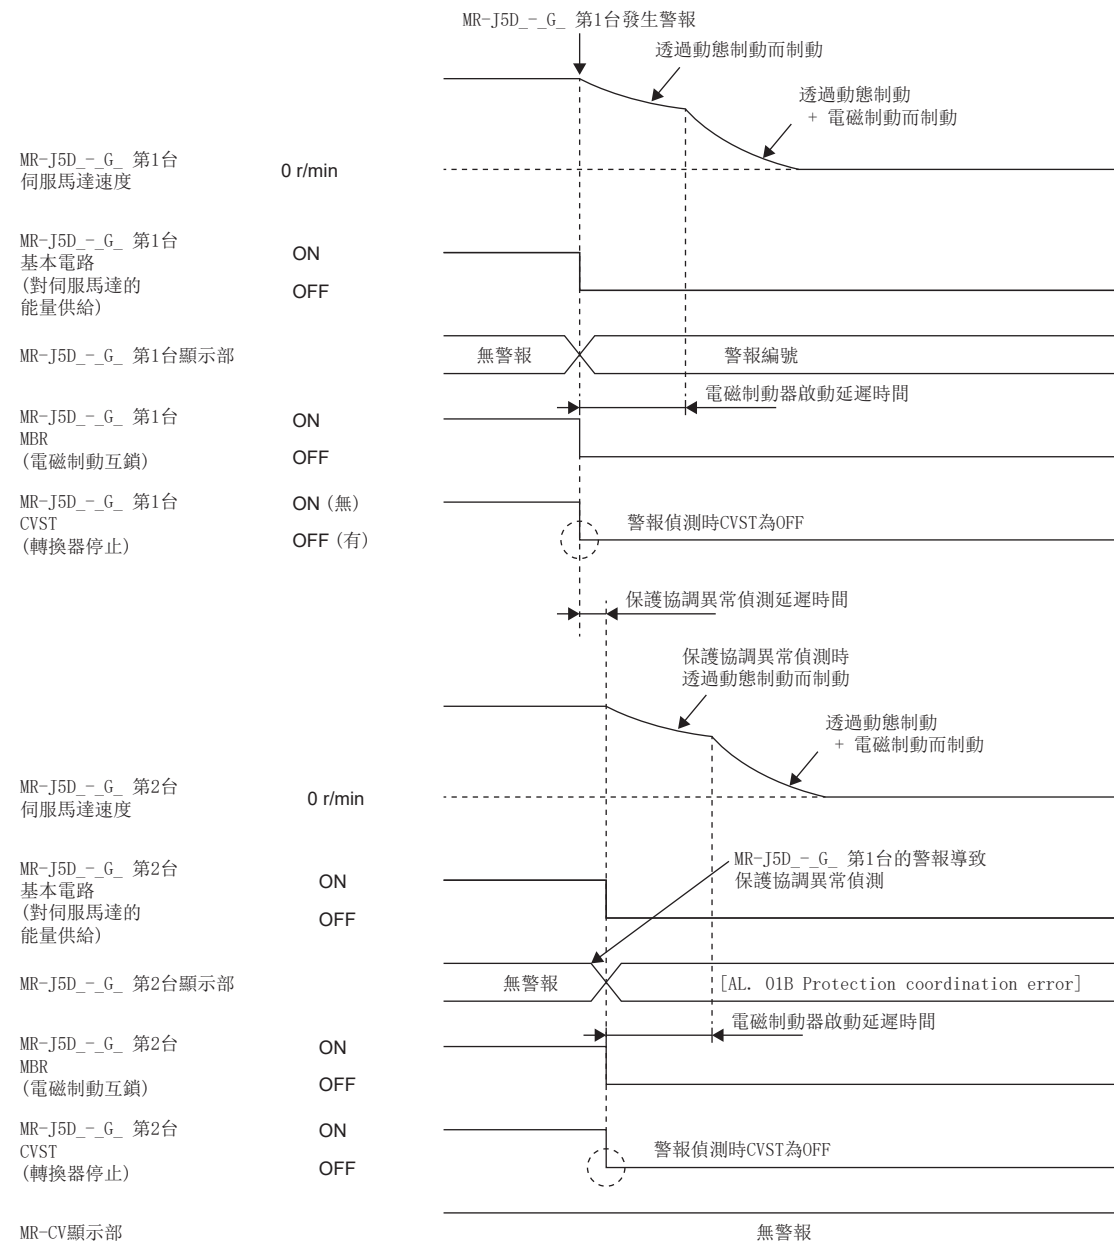 MR-J5D_-_G_ 第1台發生警報
透過動態制動而制動
透過動態制動
+ 電磁制動而制動
MR-J5D_-_G_ 第1台
伺服馬達速度
0 r/min
MR-J5D_-_G_ 第1台
基本電路
(對伺服馬達的
能量供給)
ON
OFF
MR-J5D_-_G_ 第1台顯示部
無警報
警報編號
電磁制動器啟動延遲時間
MR-J5D_-_G_ 第1台
MBR
(電磁制動互鎖)
ON
OFF
MR-J5D_-_G_ 第1台
CVST
(轉換器停止)
ON (無)
OFF (有)
警報偵測時CVST為OFF
保護協調異常偵測延遲時間
保護協調異常偵測時
透過動態制動而制動
透過動態制動
+ 電磁制動而制動
MR-J5D_-_G_ 第2台
伺服馬達速度
0 r/min
MR-J5D_-_G_ 第1台的警報導致
保護協調異常偵測
MR-J5D_-_G_ 第2台
基本電路
(對伺服馬達的
能量供給)
ON
OFF
MR-J5D_-_G_ 第2台顯示部
無警報
[AL. 01B Protection coordination error]
電磁制動器啟動延遲時間
MR-J5D_-_G_ 第2台
MBR
(電磁制動互鎖)
ON
OFF
MR-J5D_-_G_ 第2台
CVST
(轉換器停止)
ON
OFF
警報偵測時CVST為OFF
MR-CV顯示部
無警報